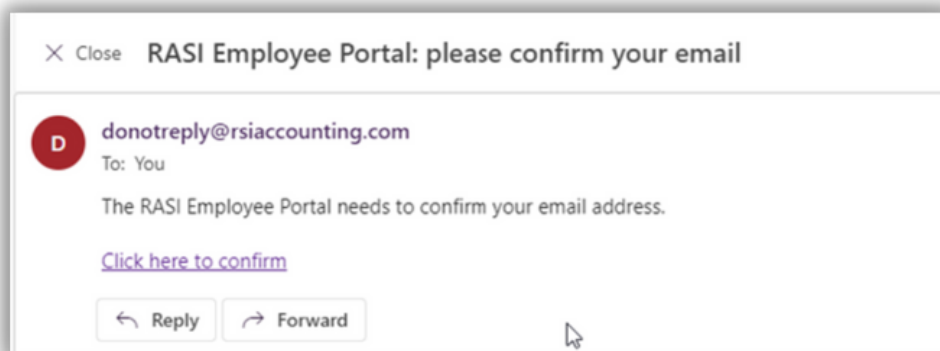 Close RASI Employee Portal: please confirm your email
D
donotreply@rsiaccounting.com
To: You
The RASI Employee Portal needs to confirm your email address.
Click here to confirm
Reply Forward